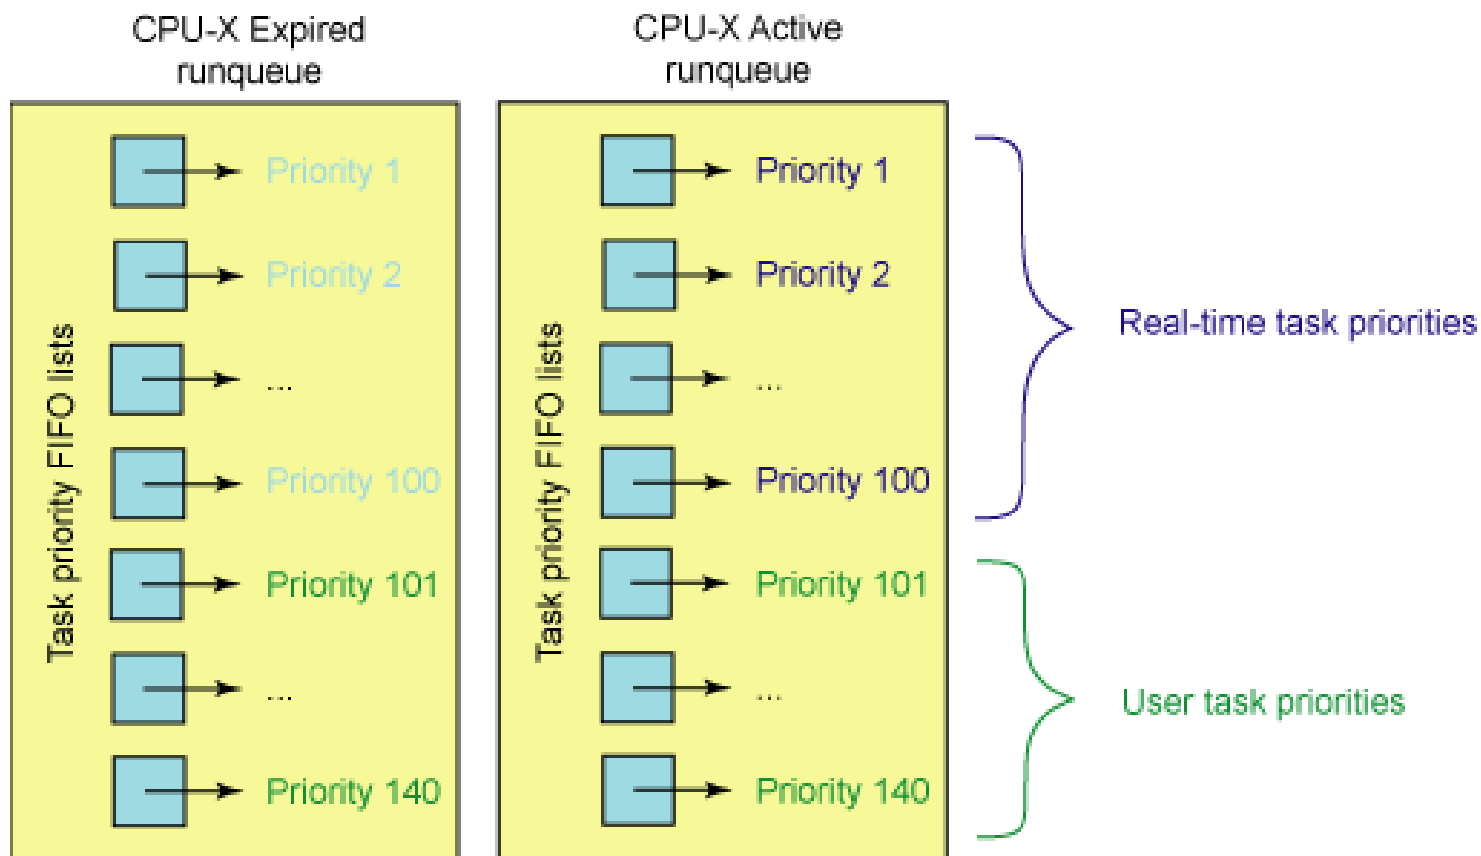 CPU-X Expired
runqueue
Task priority FIFO lists
Priority 1
Priority 2
...
Priority 100
Priority 101
...
Priority 140
CPU-X Active
runqueue
Task priority FIFO lists
Priority 1
Priority 2
...
Priority 100
Priority 101
...
Priority 140
Real-time task priorities
User task priorities